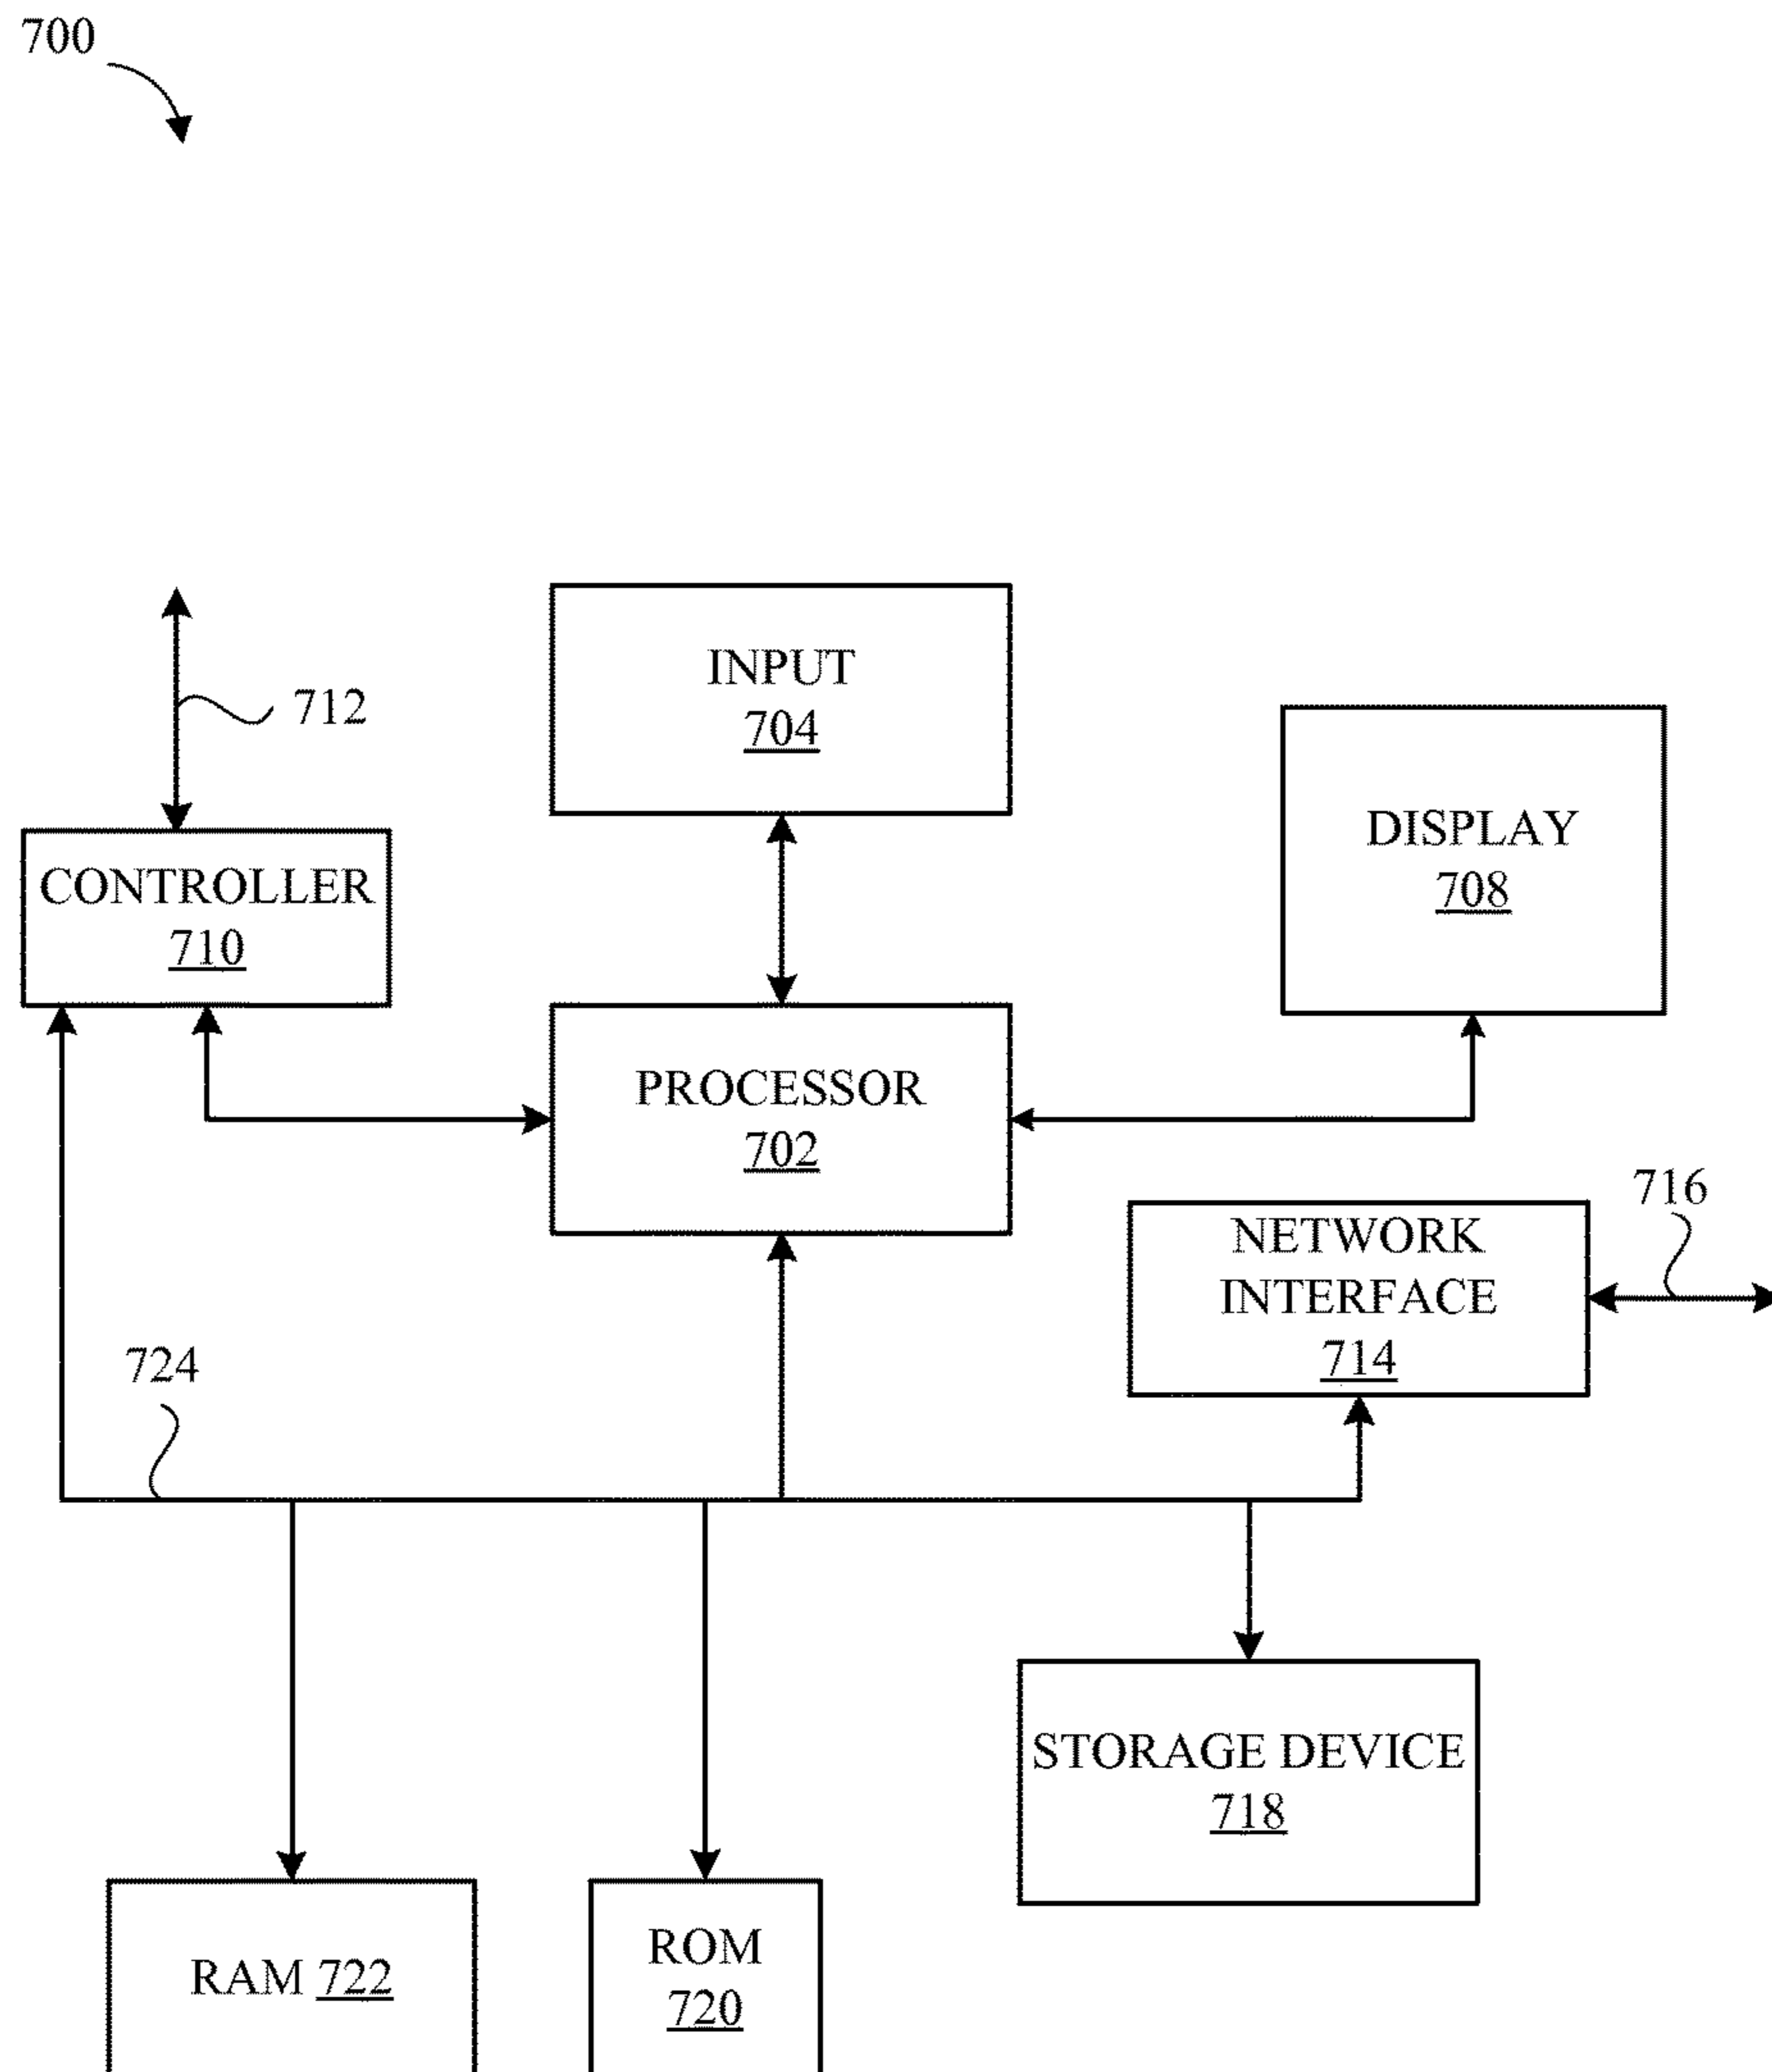 700
INPUT
704
712
DISPLAY
708
CONTROLLER
710
PROCESSOR
702
716
NETWORK
INTERFACE
714
724
STORAGE DEVICE
718
RAM 722
ROM
720